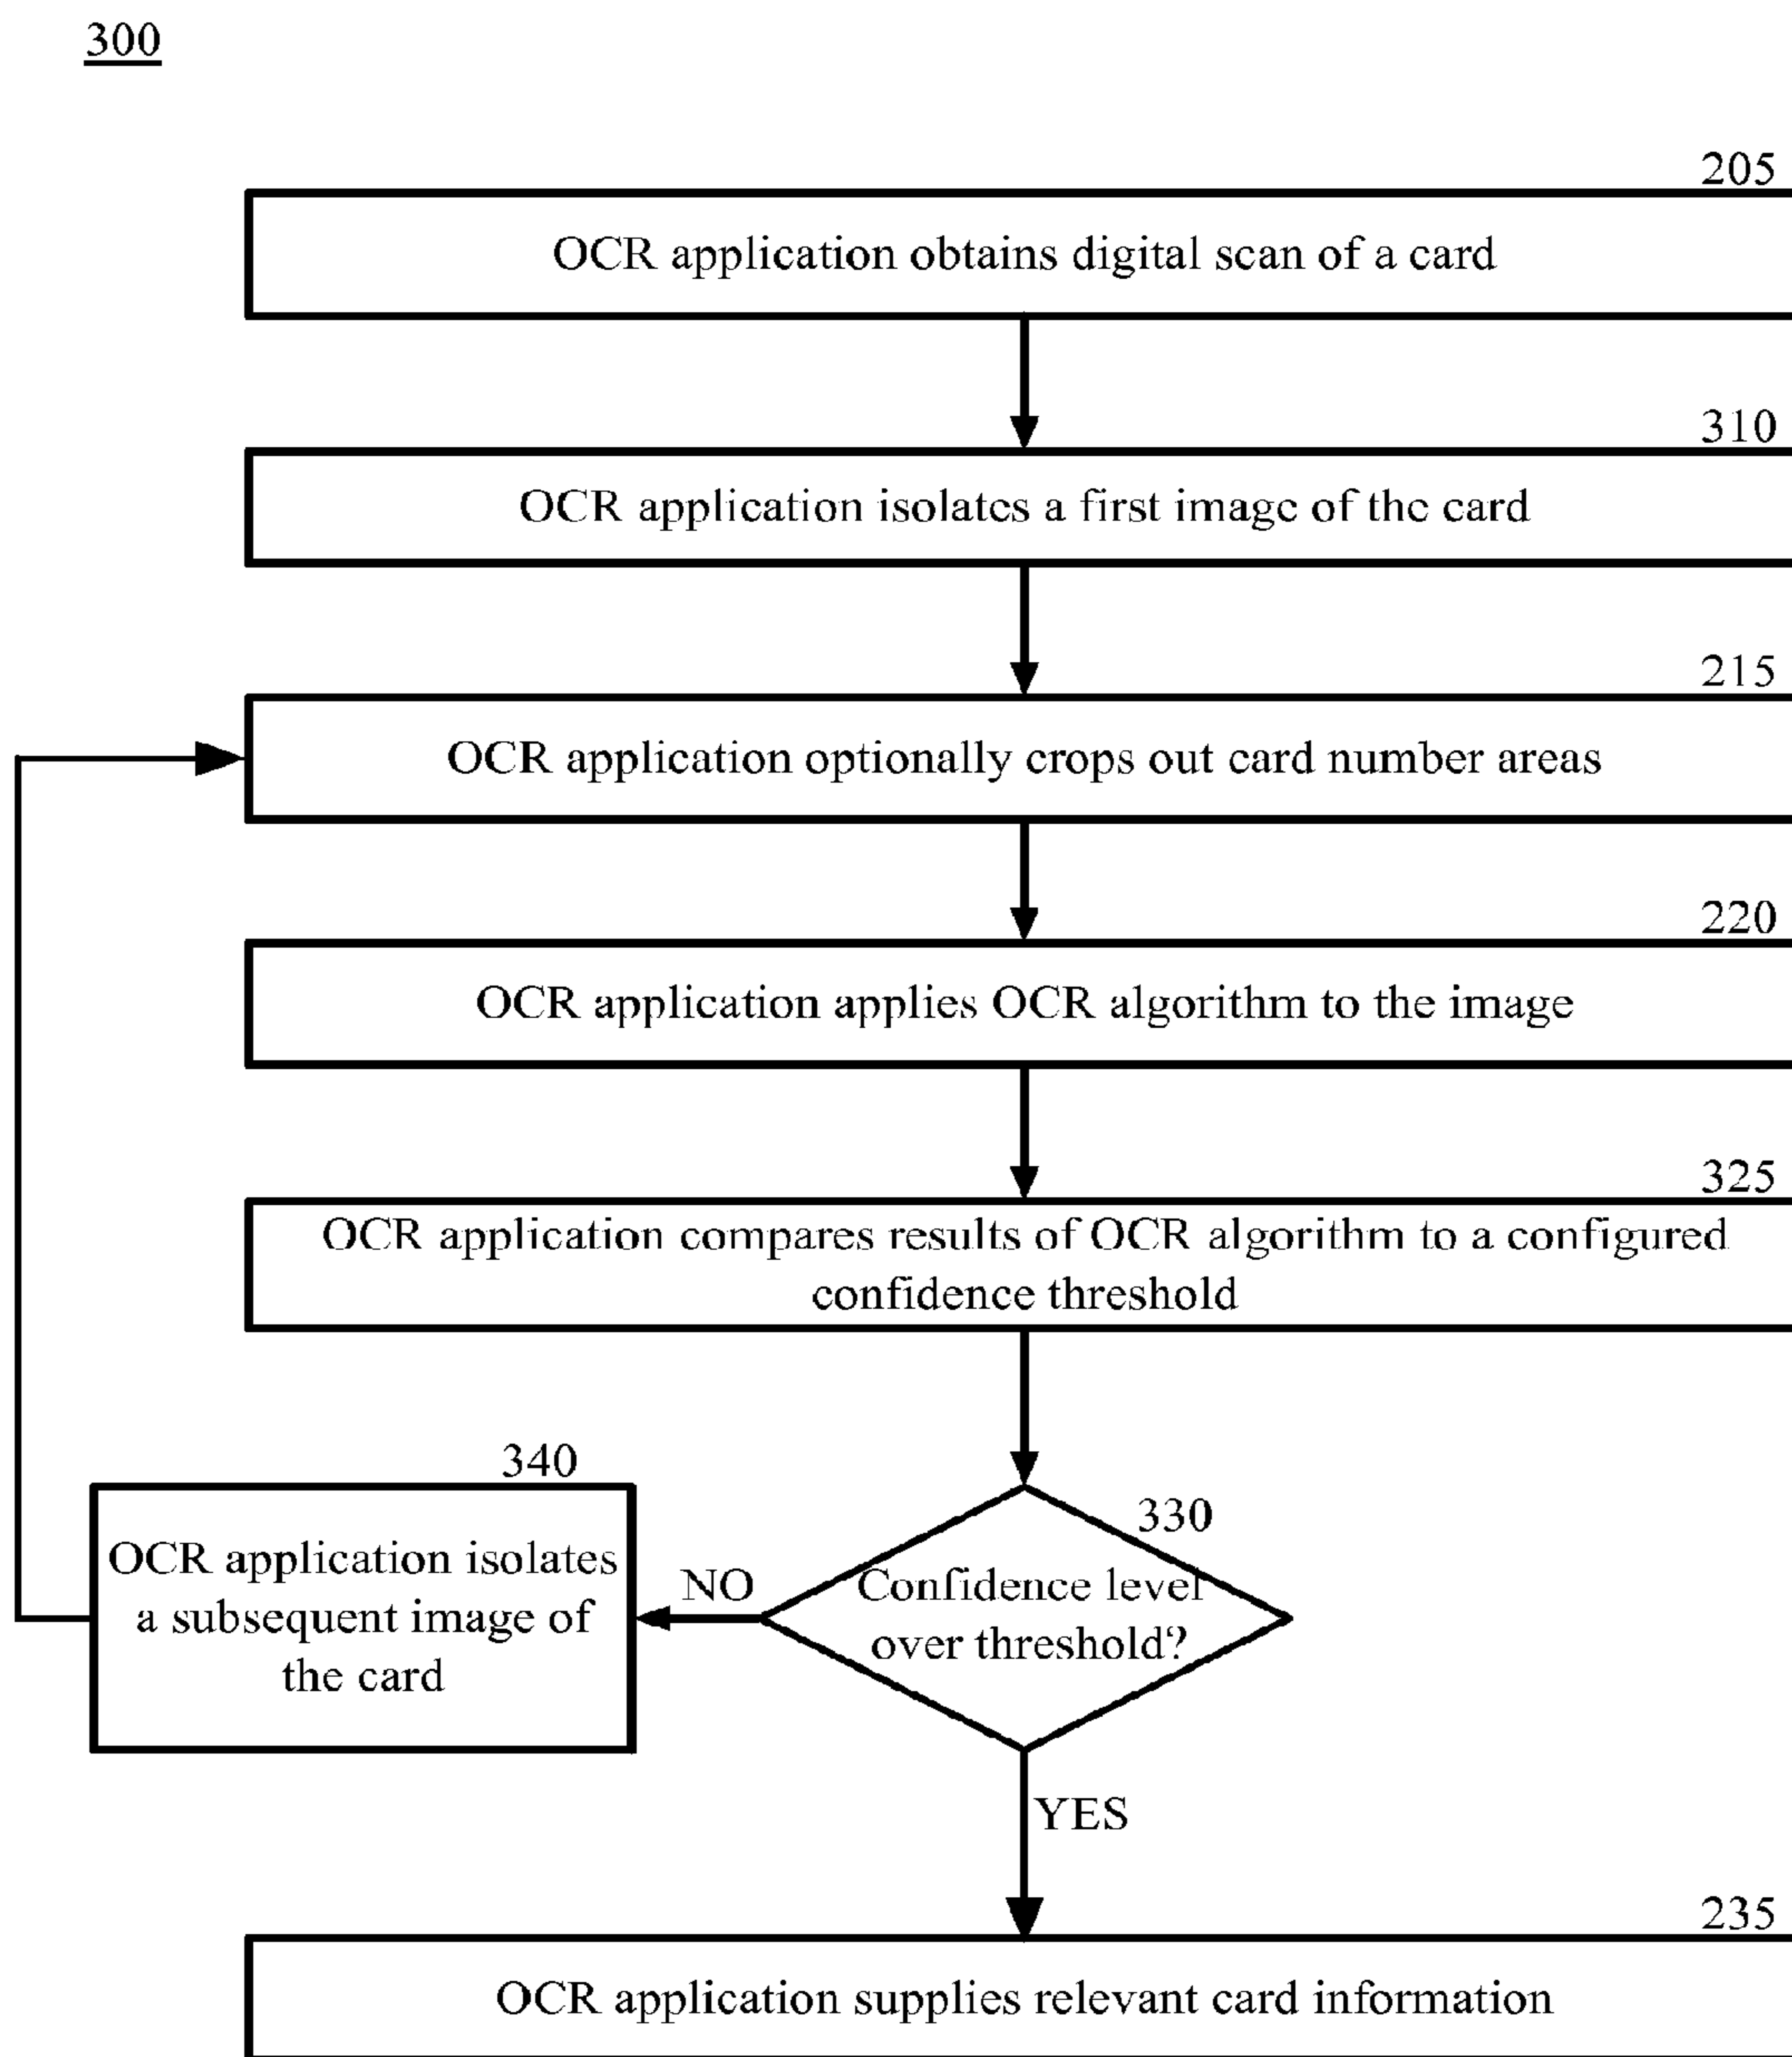 300
205
OCR application obtains digital scan of a card
310
OCR application isolates a first image of the card
215
OCR application optionally crops out card number areas
220
OCR application applies OCR algorithm to the image
325
OCR application compares results of OCR algorithm to a configured
confidence threshold
330
Confidence level
over threshold?
NO
340
OCR application isolates
a subsequent image of
the card
YES
235
OCR application supplies relevant card information